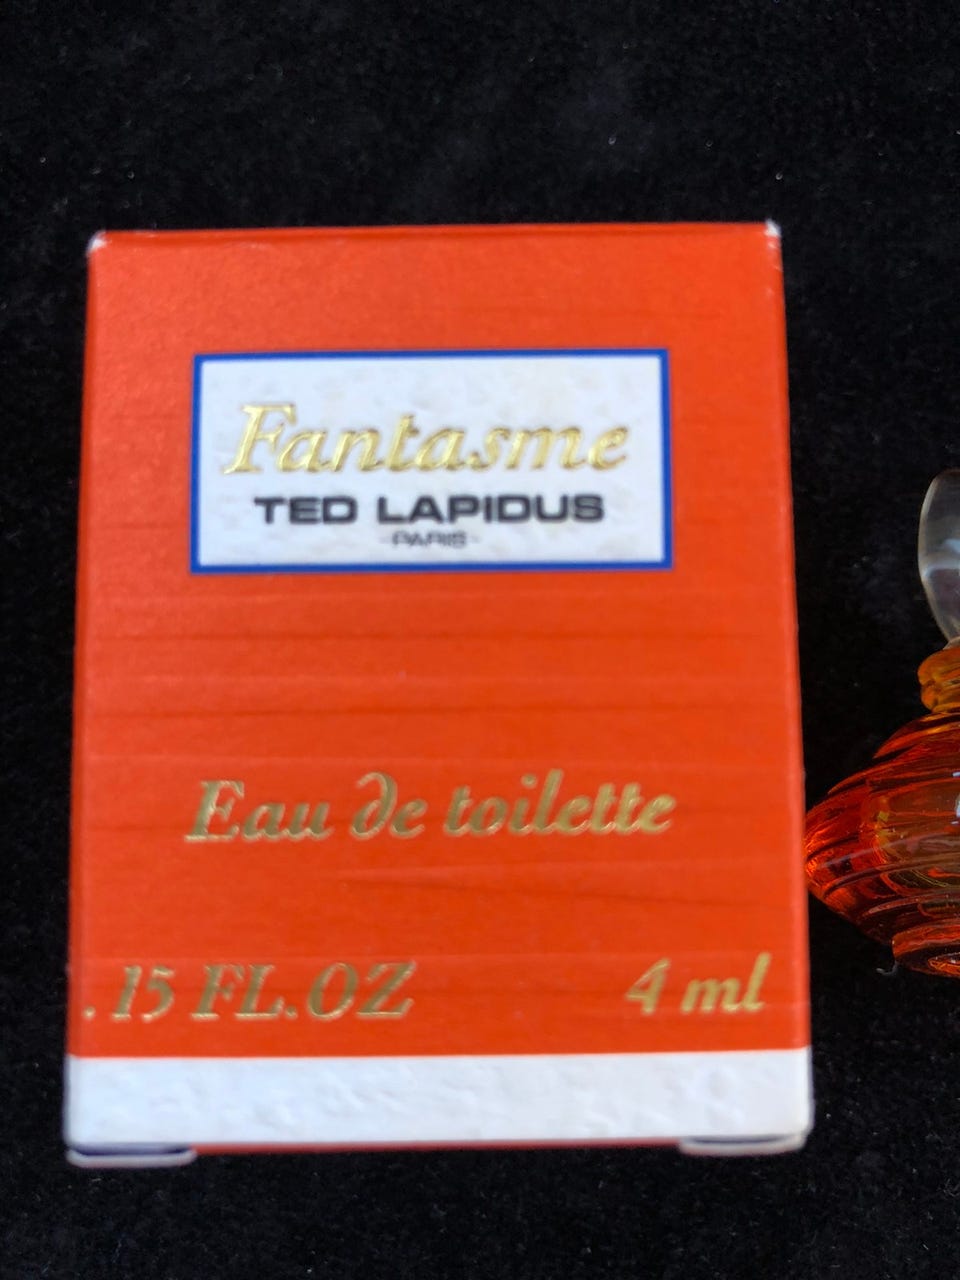 Fantasme
TED LAPIDUS
-PARIS-
Eau de toilette
.15 FL.OZ 4 ml